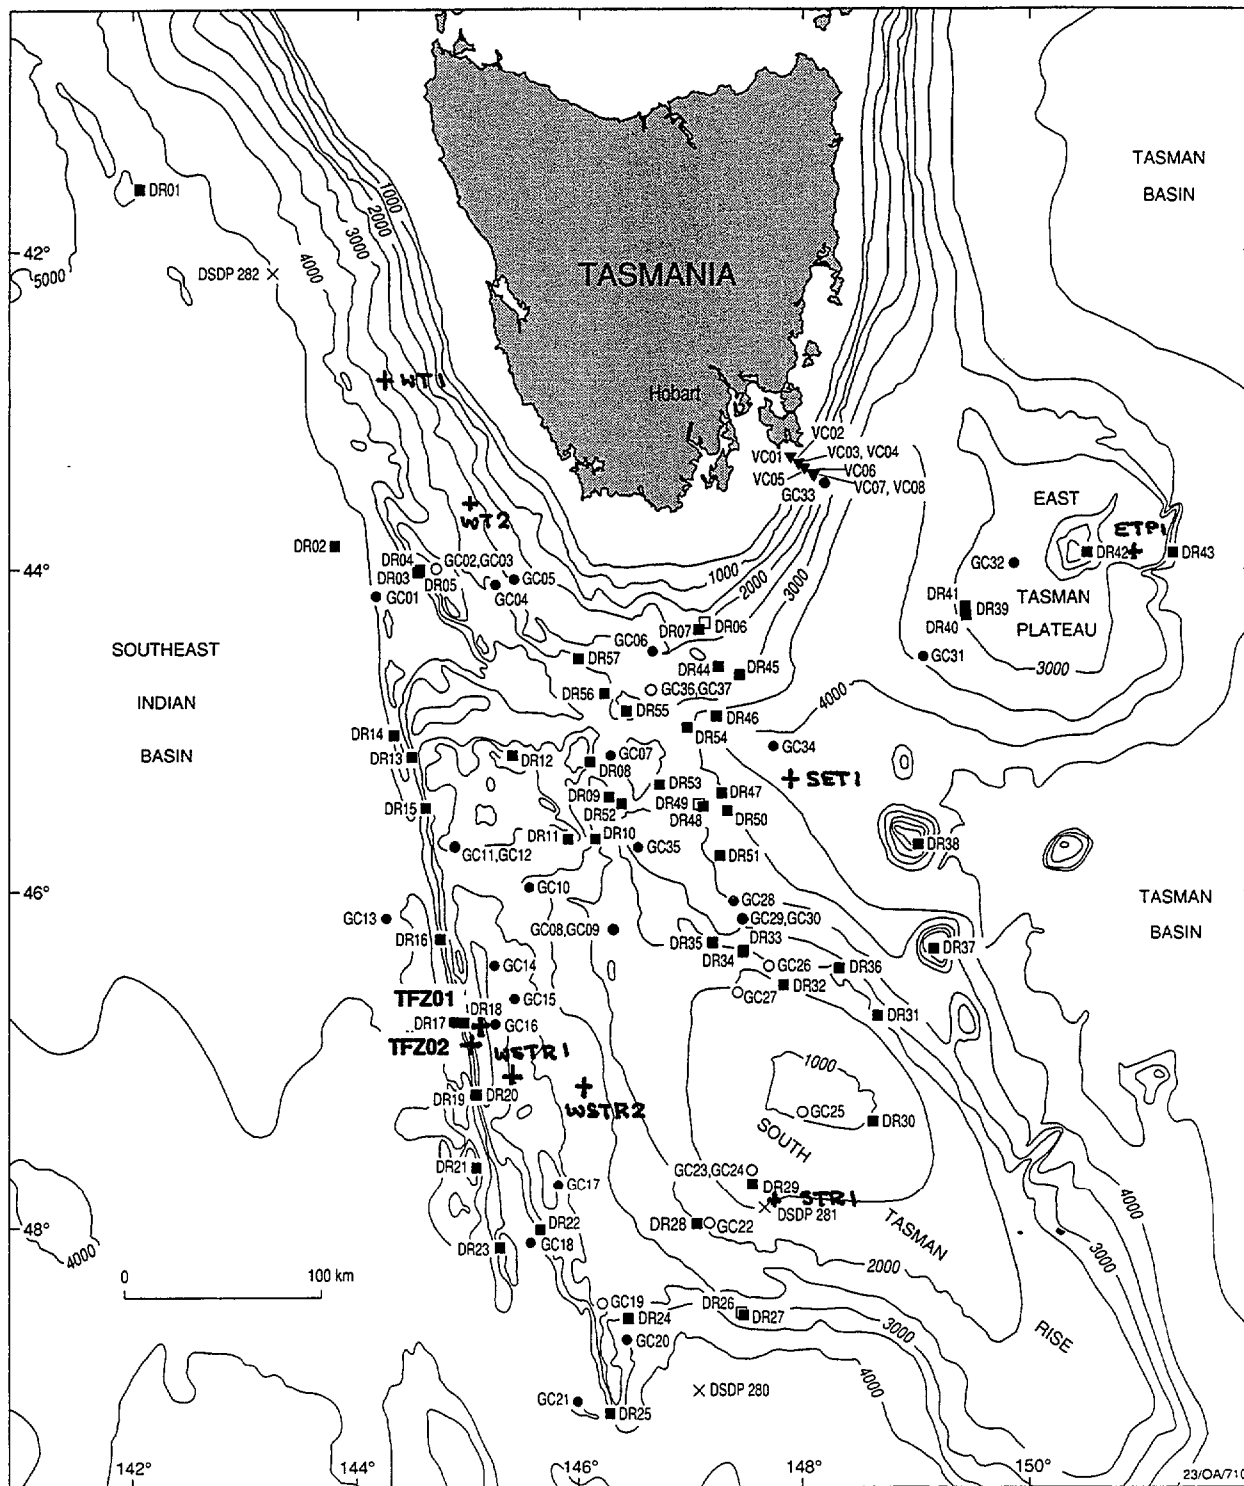 TASMAN
BASIN
1000
2000
3000
4000
DR01
42°
5000
DSDP 282
TASMANIA
WT1
Hobart
VC02
VC01
VC03, VC04
VC06
VC05
VC07, VC08
GC33
WT2
EAST
ETP1
DR02
DR04
GC02,GC03
GC05
DR03
DR05
GC04
44°
GC01
1000
2000
3000
GC32
DR42
DR43
DR41
DR39
DR40
TASMAN
PLATEAU
3000
GC31
SOUTHEAST
INDIAN
BASIN
GC06
DR07
DR06
DR57
DR44
DR45
DR56
GC36,GC37
DR55
DR46
DR54
4000
DR14
DR13
DR12
GC07
DR08
GC34
SET1
DR53
DR47
DR15
DR09
DR52
DR49
DR48
DR50
DR11
DR10
GC35
DR51
DR38
GC11,GC12
GC10
46°
GC28
TASMAN
BASIN
GC13
GC08,GC09
GC29,GC30
DR16
DR35
DR33
DR34
DR37
GC14
GC26
DR36
GC27
DR32
TFZ01
GC15
DR18
DR17
GC16
DR31
TFZ02
WSTR1
1000
WSTR2
DR19
DR20
GC25
DR30
SOUTH
DR21
GC23,GC24
GC17
DR29
STR1
DSDP 281
48°
DR22
DR28
GC22
TASMAN
4000
DR23
GC18
4000
3000
2000
0
100 km
GC19
DR24
DR26
DR27
3000
RISE
GC20
4000
4000
GC21
DR25
DSDP 280
142°
144°
146°
148°
150°
23/OA/710